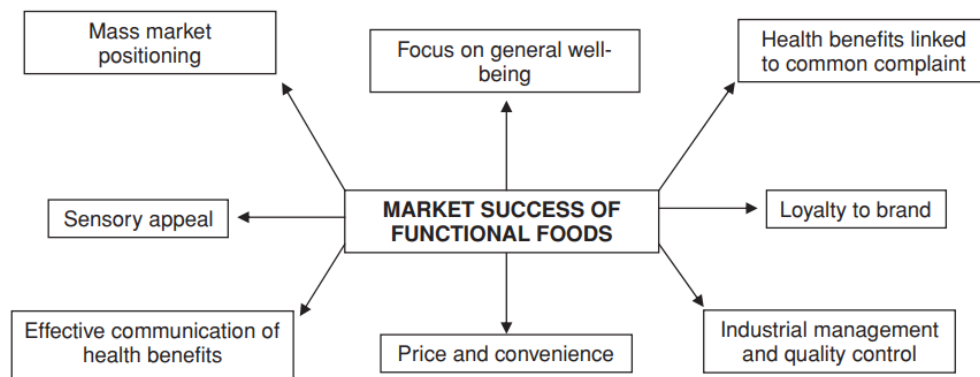 Mass market
positioning
Focus on general well-
being
Health benefits linked
to common complaint
Sensory appeal
MARKET SUCCESS OF
FUNCTIONAL FOODS
Loyalty to brand
Effective communication of
health benefits
Price and convenience
Industrial management
and quality control